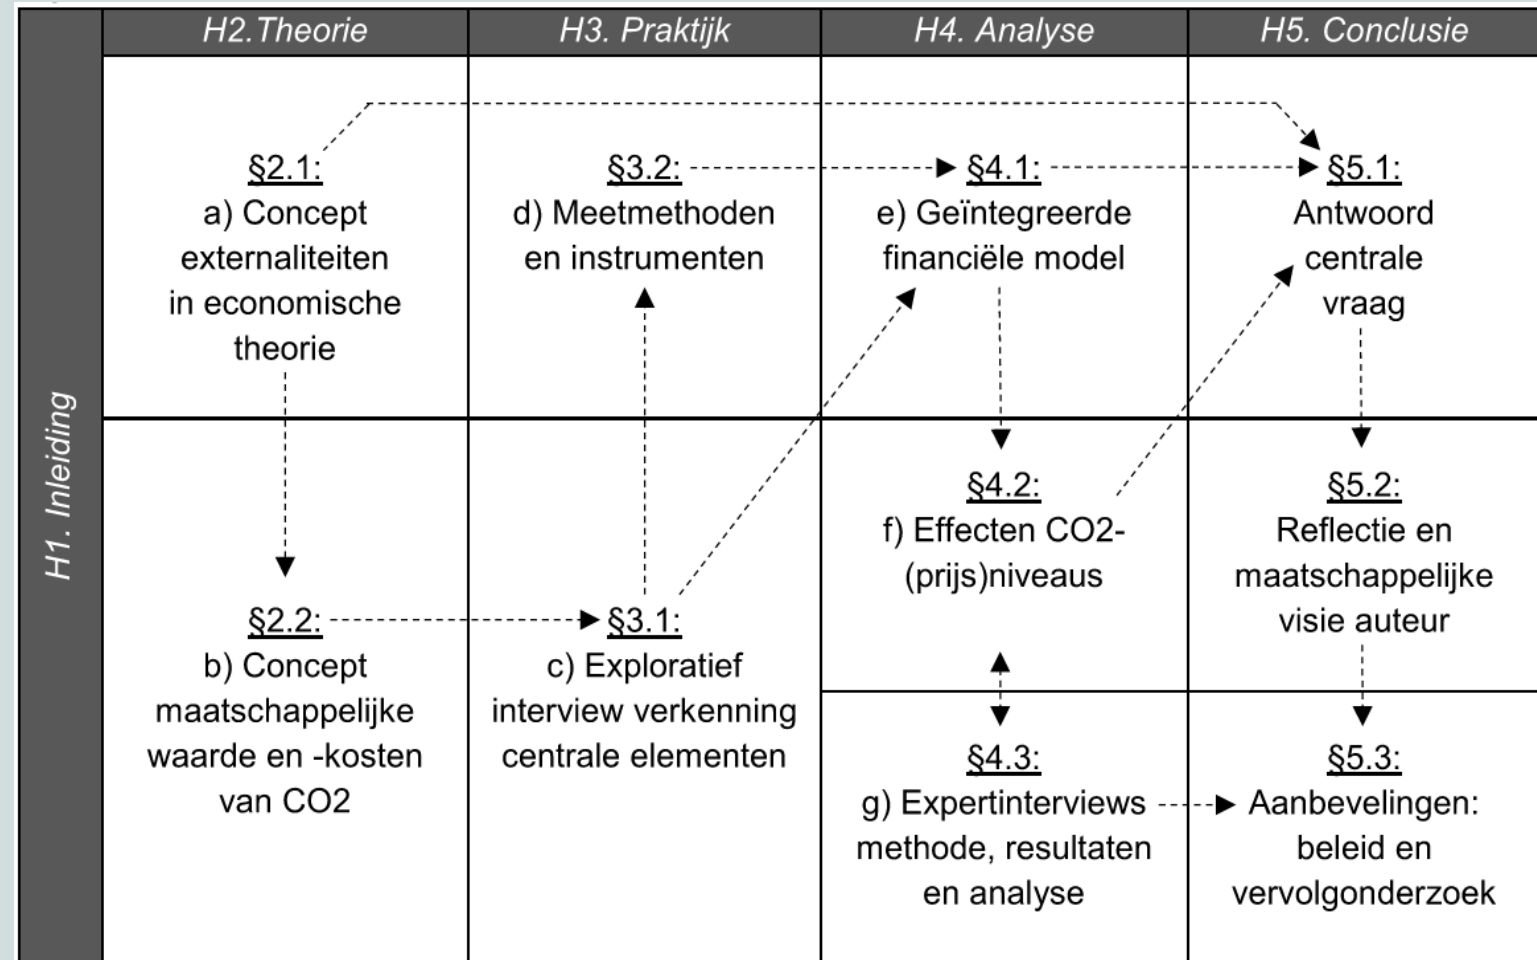 H1. Inleiding
H2.Theorie
H3. Praktijk
H4. Analyse
H5. Conclusie
§2.1:
a) Concept
externaliteiten
in economische
theorie
§2.2:
b) Concept
maatschappelijke
waarde en -kosten
van CO2
§3.2:
d) Meetmethoden
en instrumenten
§3.1:
c) Exploratief
interview verkenning
centrale elementen
§4.1:
e) Geïntegreerde
financiële model
§4.2:
f) Effecten CO2-
(prijs)niveaus
§4.3:
g) Expertinterviews
methode, resultaten
en analyse
§5.1:
Antwoord
centrale
vraag
§5.2:
Reflectie en
maatschappelijke
visie auteur
§5.3:
Aanbevelingen:
beleid en
vervolgonderzoek